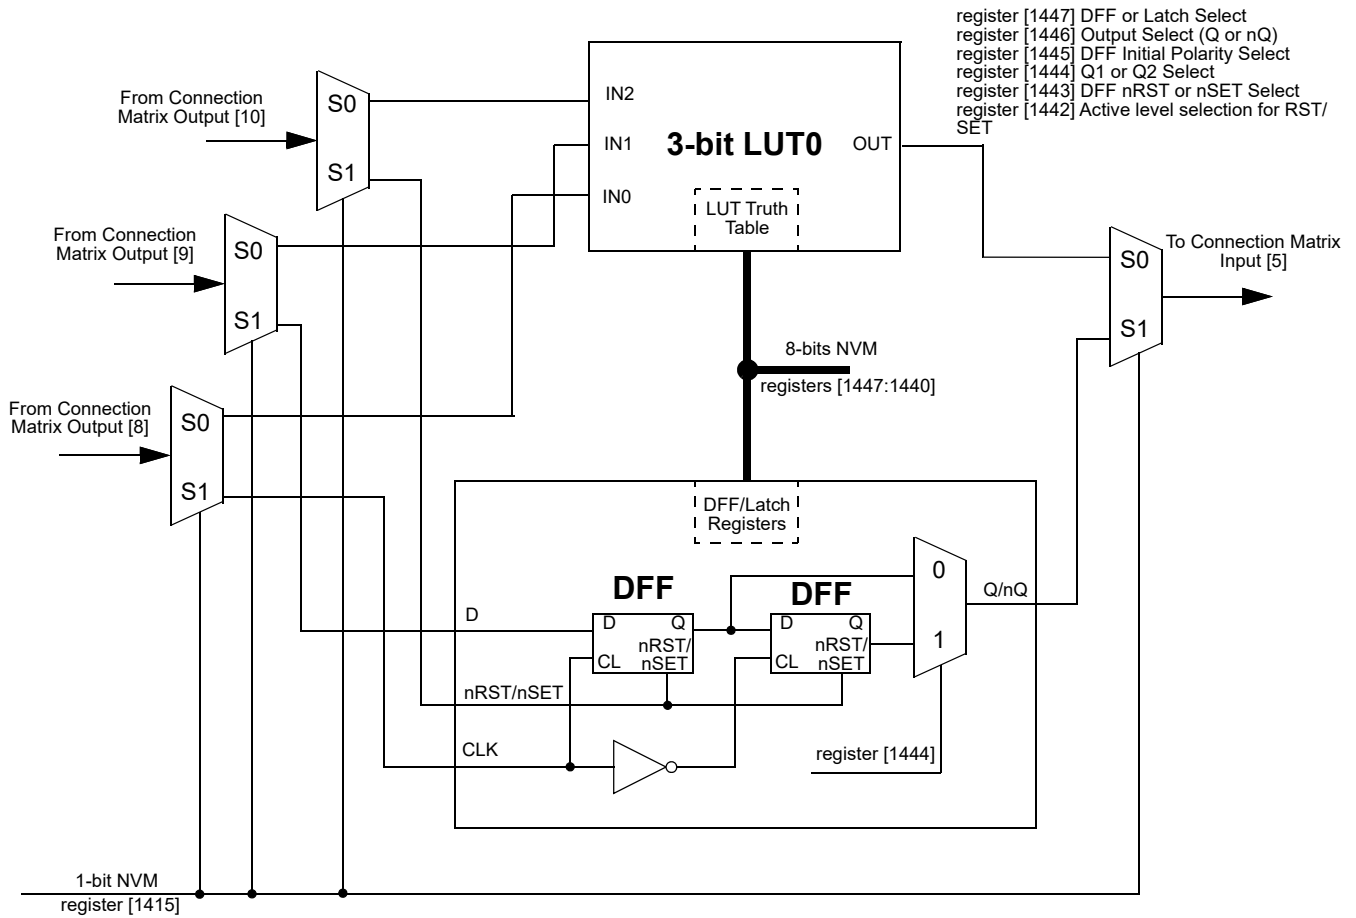 register [1447] DFF or Latch Select
register [1446] Output Select (Q or nQ)
register [1445] DFF Initial Polarity Select
register [1444] Q1 or Q2 Select
register [1443] DFF nRST or nSET Select
register [1442] Active level selection for RST/
SET
From Connection
Matrix Output [10]
S0
S1
IN2
IN1
IN0
3-bit LUT0
OUT
LUT Truth
Table
From Connection
Matrix Output [9]
S0
S1
To Connection Matrix
Input [5]
S0
S1
8-bits NVM
registers [1447:1440]
From Connection
Matrix Output [8]
S0
S1
DFF/Latch
Registers
DFF
DFF
0
1
Q/nQ
D
D
Q
nRST/
nSET
CL
D
Q
nRST/
nSET
CL
nRST/nSET
CLK
register [1444]
1-bit NVM
register [1415]